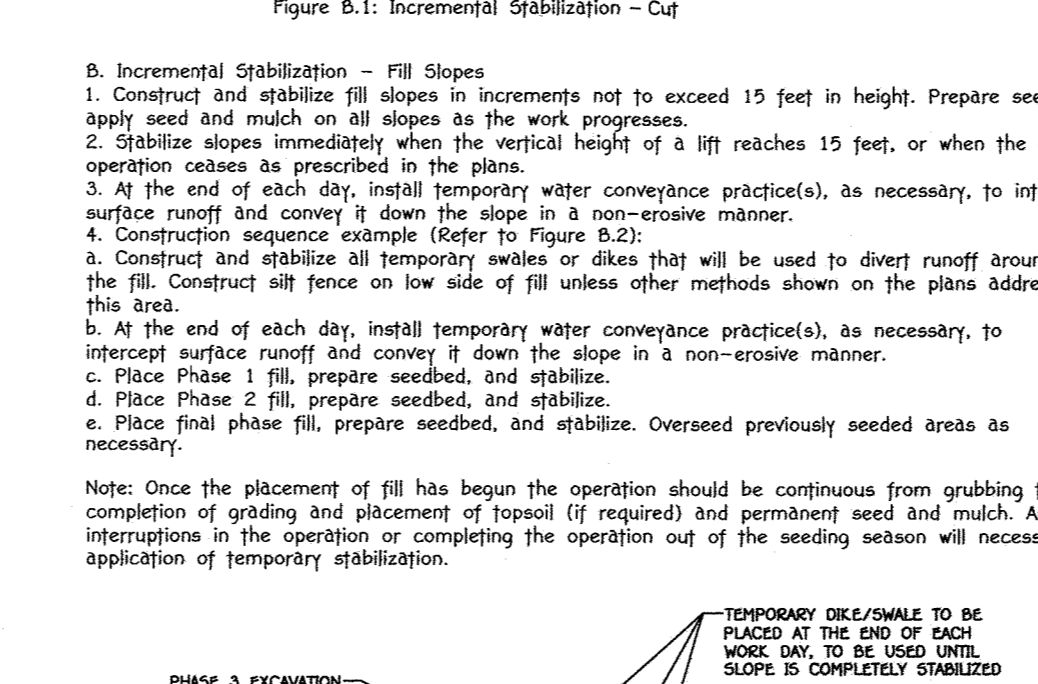 Figure B.1: Incremental Stabilization - Cut
B. Incremental Stabilization - Fill Slopes
1. Construct and stabilize fill slopes in increments not to exceed 15 feet in height. Prepare
apply seed and mulch on all slopes as the work progresses.
2. Stabilize slopes immediately when the vertical height of a lift reaches 15 feet, or when the
operation ceases as prescribed in the plans.
3. At the end of each day, install temporary water conveyance practice(s), as necessary, to
surface runoff and convey it down the slope in a non-erosive manner.
4. Construction sequence example (Refer to Figure B.2):
a. Construct and stabilize all temporary swales or dikes that will be used to divert runoff
the fill. Construct silt fence on low side of fill unless other methods shown on the plans
this area.
b. At the end of each day, install temporary water conveyance practice(s), as necessary, to
intercept surface runoff and convey it down the slope in a non-erosive manner.
c. Place Phase 1 fill, prepare seedbed, and stabilize.
d. Place Phase 2 fill, prepare seedbed, and stabilize.
e. Place final phase fill, prepare seedbed, and stabilize. Overseed previously seeded areas as
necessary.
Note: Once the placement of fill has begun the operation should be continuous from grubbing
completion of grading and placement of topsoil (if required) and permanent seed and mulch.
interruptions in the operation or completing the operation out of the seeding season will
application of temporary stabilization.
TEMPORARY DIKE/SWALE TO BE
PLACED AT THE END OF EACH
WORK DAY, TO BE USED UNTIL
SLOPE IS COMPLETELY STABILIZED
PHASE 3 EXCAVATION